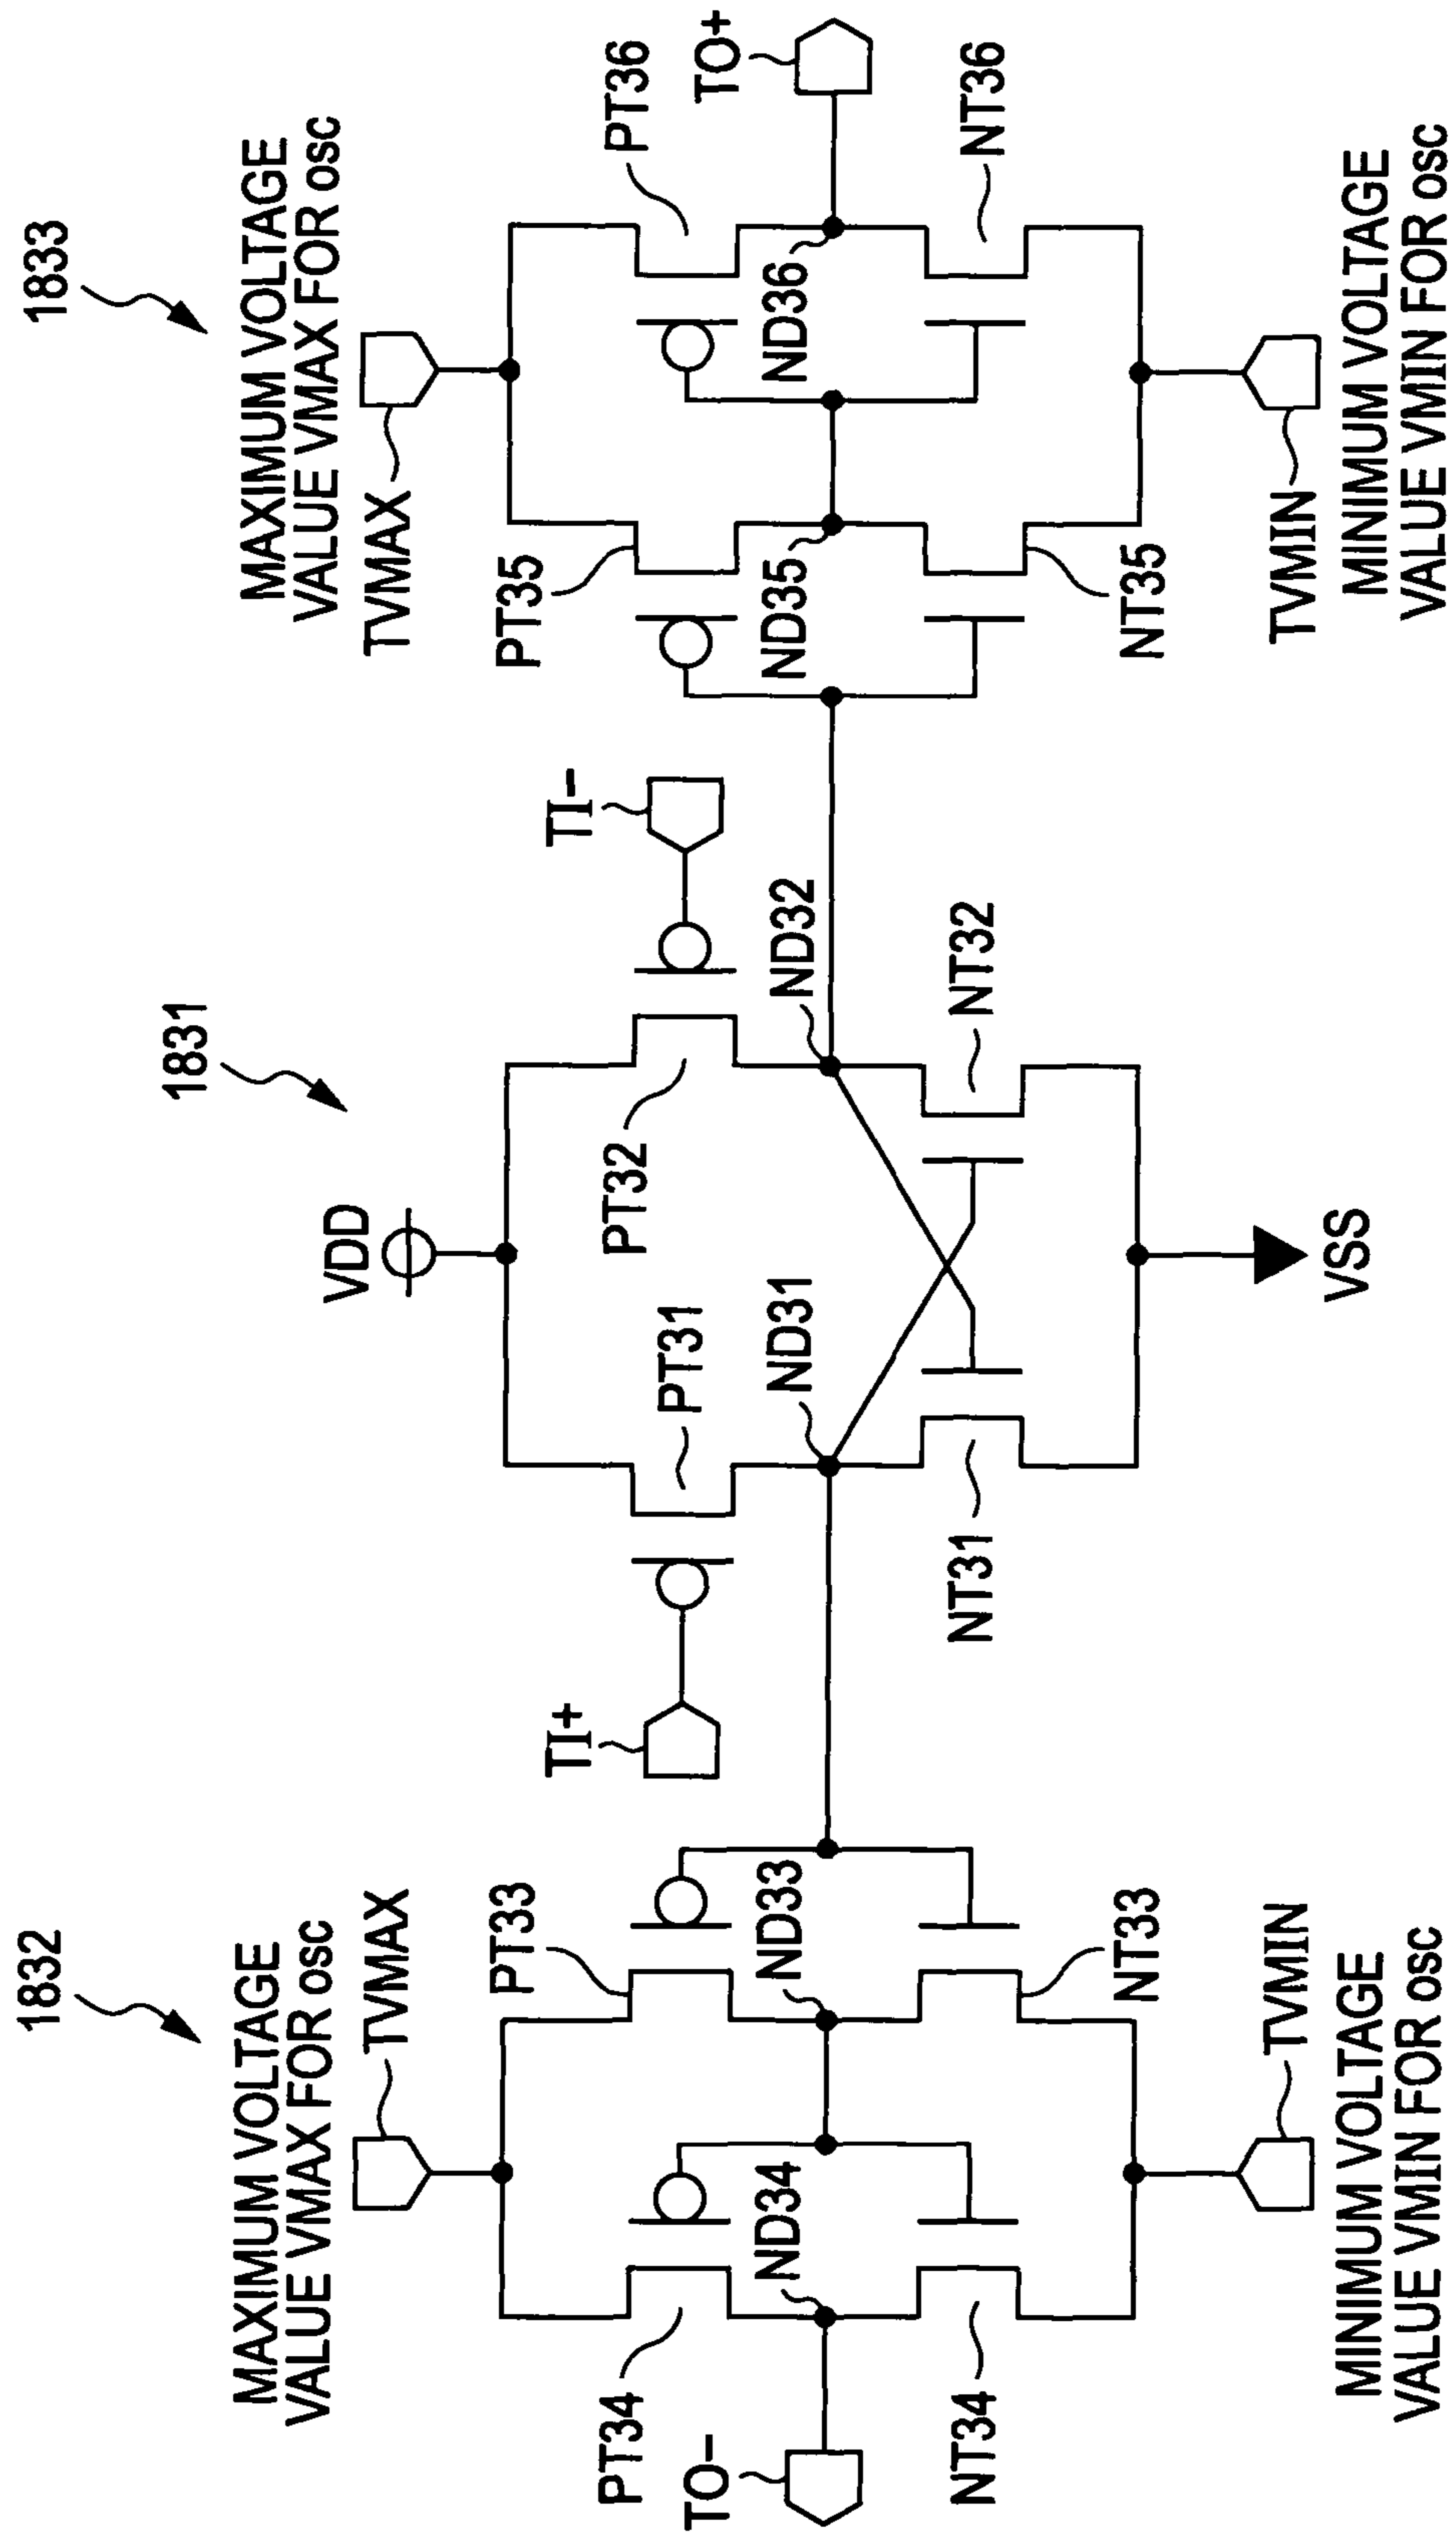 1832
1831
1833
MAXIMUM VOLTAGE
VALUE VMAX FOR osc
TVMAX
VDD
MAXIMUM VOLTAGE
VALUE VMAX FOR osc
TVMAX
PT34
PT33
TI+
PT31
PT32
TI−
PT35
PT36
TO−
ND34
ND33
ND31
ND32
ND35
ND36
TO+
NT34
NT33
NT31
NT32
NT35
NT36
TVMIN
MINIMUM VOLTAGE
VALUE VMIN FOR osc
VSS
TVMIN
MINIMUM VOLTAGE
VALUE VMIN FOR osc